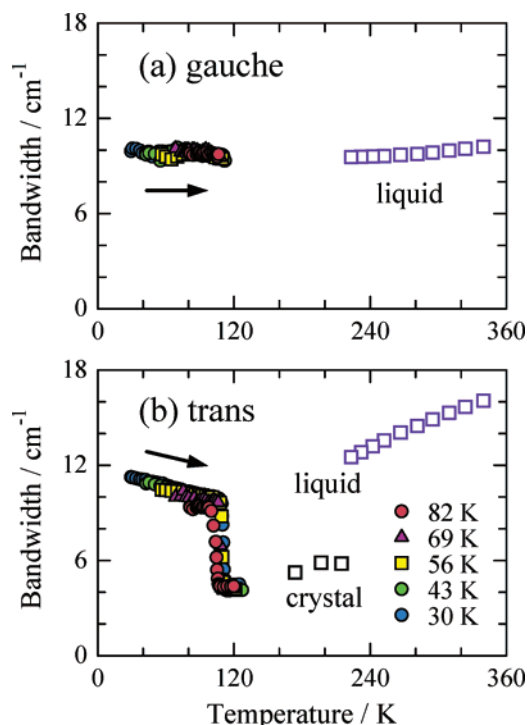 18
(a) gauche
12
Bandwidth / cm⁻¹
6
liquid
0
0 120 240 360
18
(b) trans
12
Bandwidth / cm⁻¹
liquid
82 K
69 K
6
56 K
crystal
43 K
30 K
0
0 120 240 360
Temperature / K